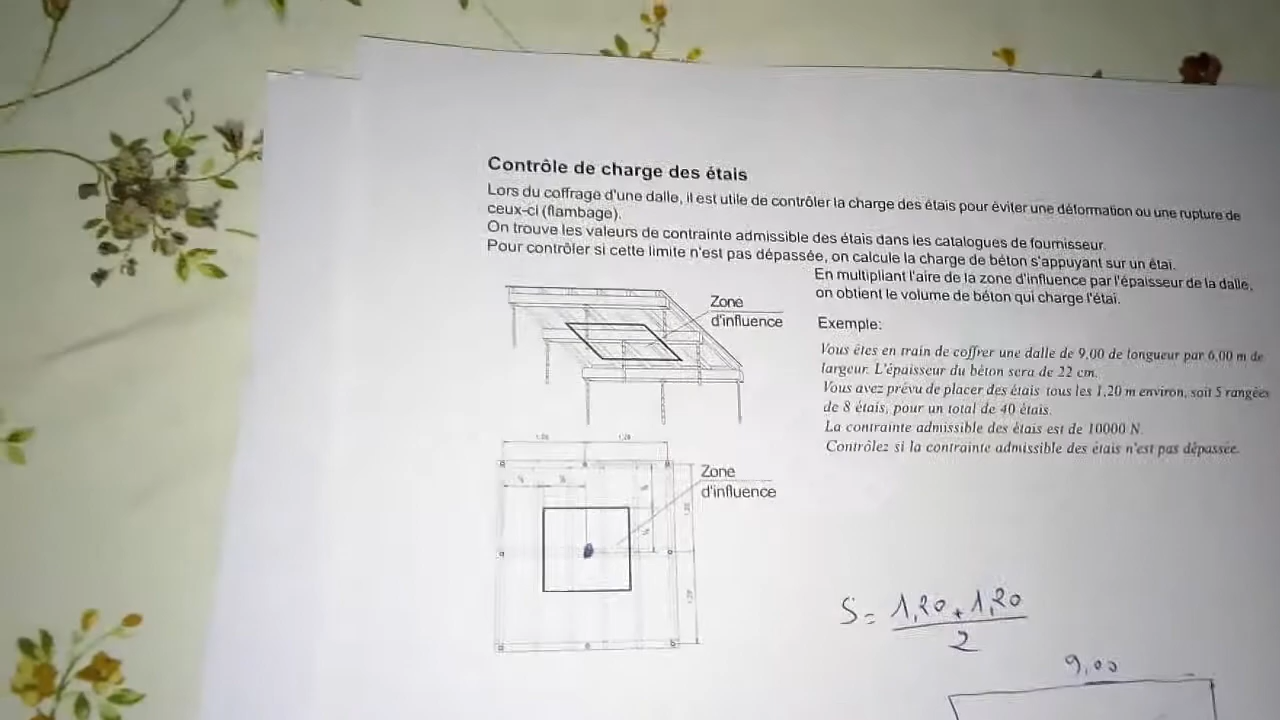 Contrôle de charge des étais
Lors du coffrage d'une dalle, il est utile de contrôler la charge des étais pour éviter une déformation ou une rupture de
ceux-ci (flambage).
On trouve les valeurs de contrainte admissible des étais dans les catalogues de fournisseur.
Pour contrôler si cette limite n'est pas dépassée, on calcule la charge de béton s'appuyant sur un étai.
En multipliant l'aire de la zone d'influence par l'épaisseur de la dalle,
on obtient le volume de béton qui charge l'étai.
Zone
d'influence
Exemple:
Vous êtes en train de coffrer une dalle de 9,00 de longueur par 6,00 m de
largeur. L'épaisseur du béton sera de 22 cm.
Vous avez prévu de placer des étais tous les 1,20 m environ, soit 5 rangées
de 8 étais, pour un total de 40 étais.
La contrainte admissible des étais est de 10000 N.
Contrôlez si la contrainte admissible des étais n'est pas dépassée.
1,20 1,20
Zone
d'influence
1,20
1,20
S = 1,20 + 1,20
2
9,00